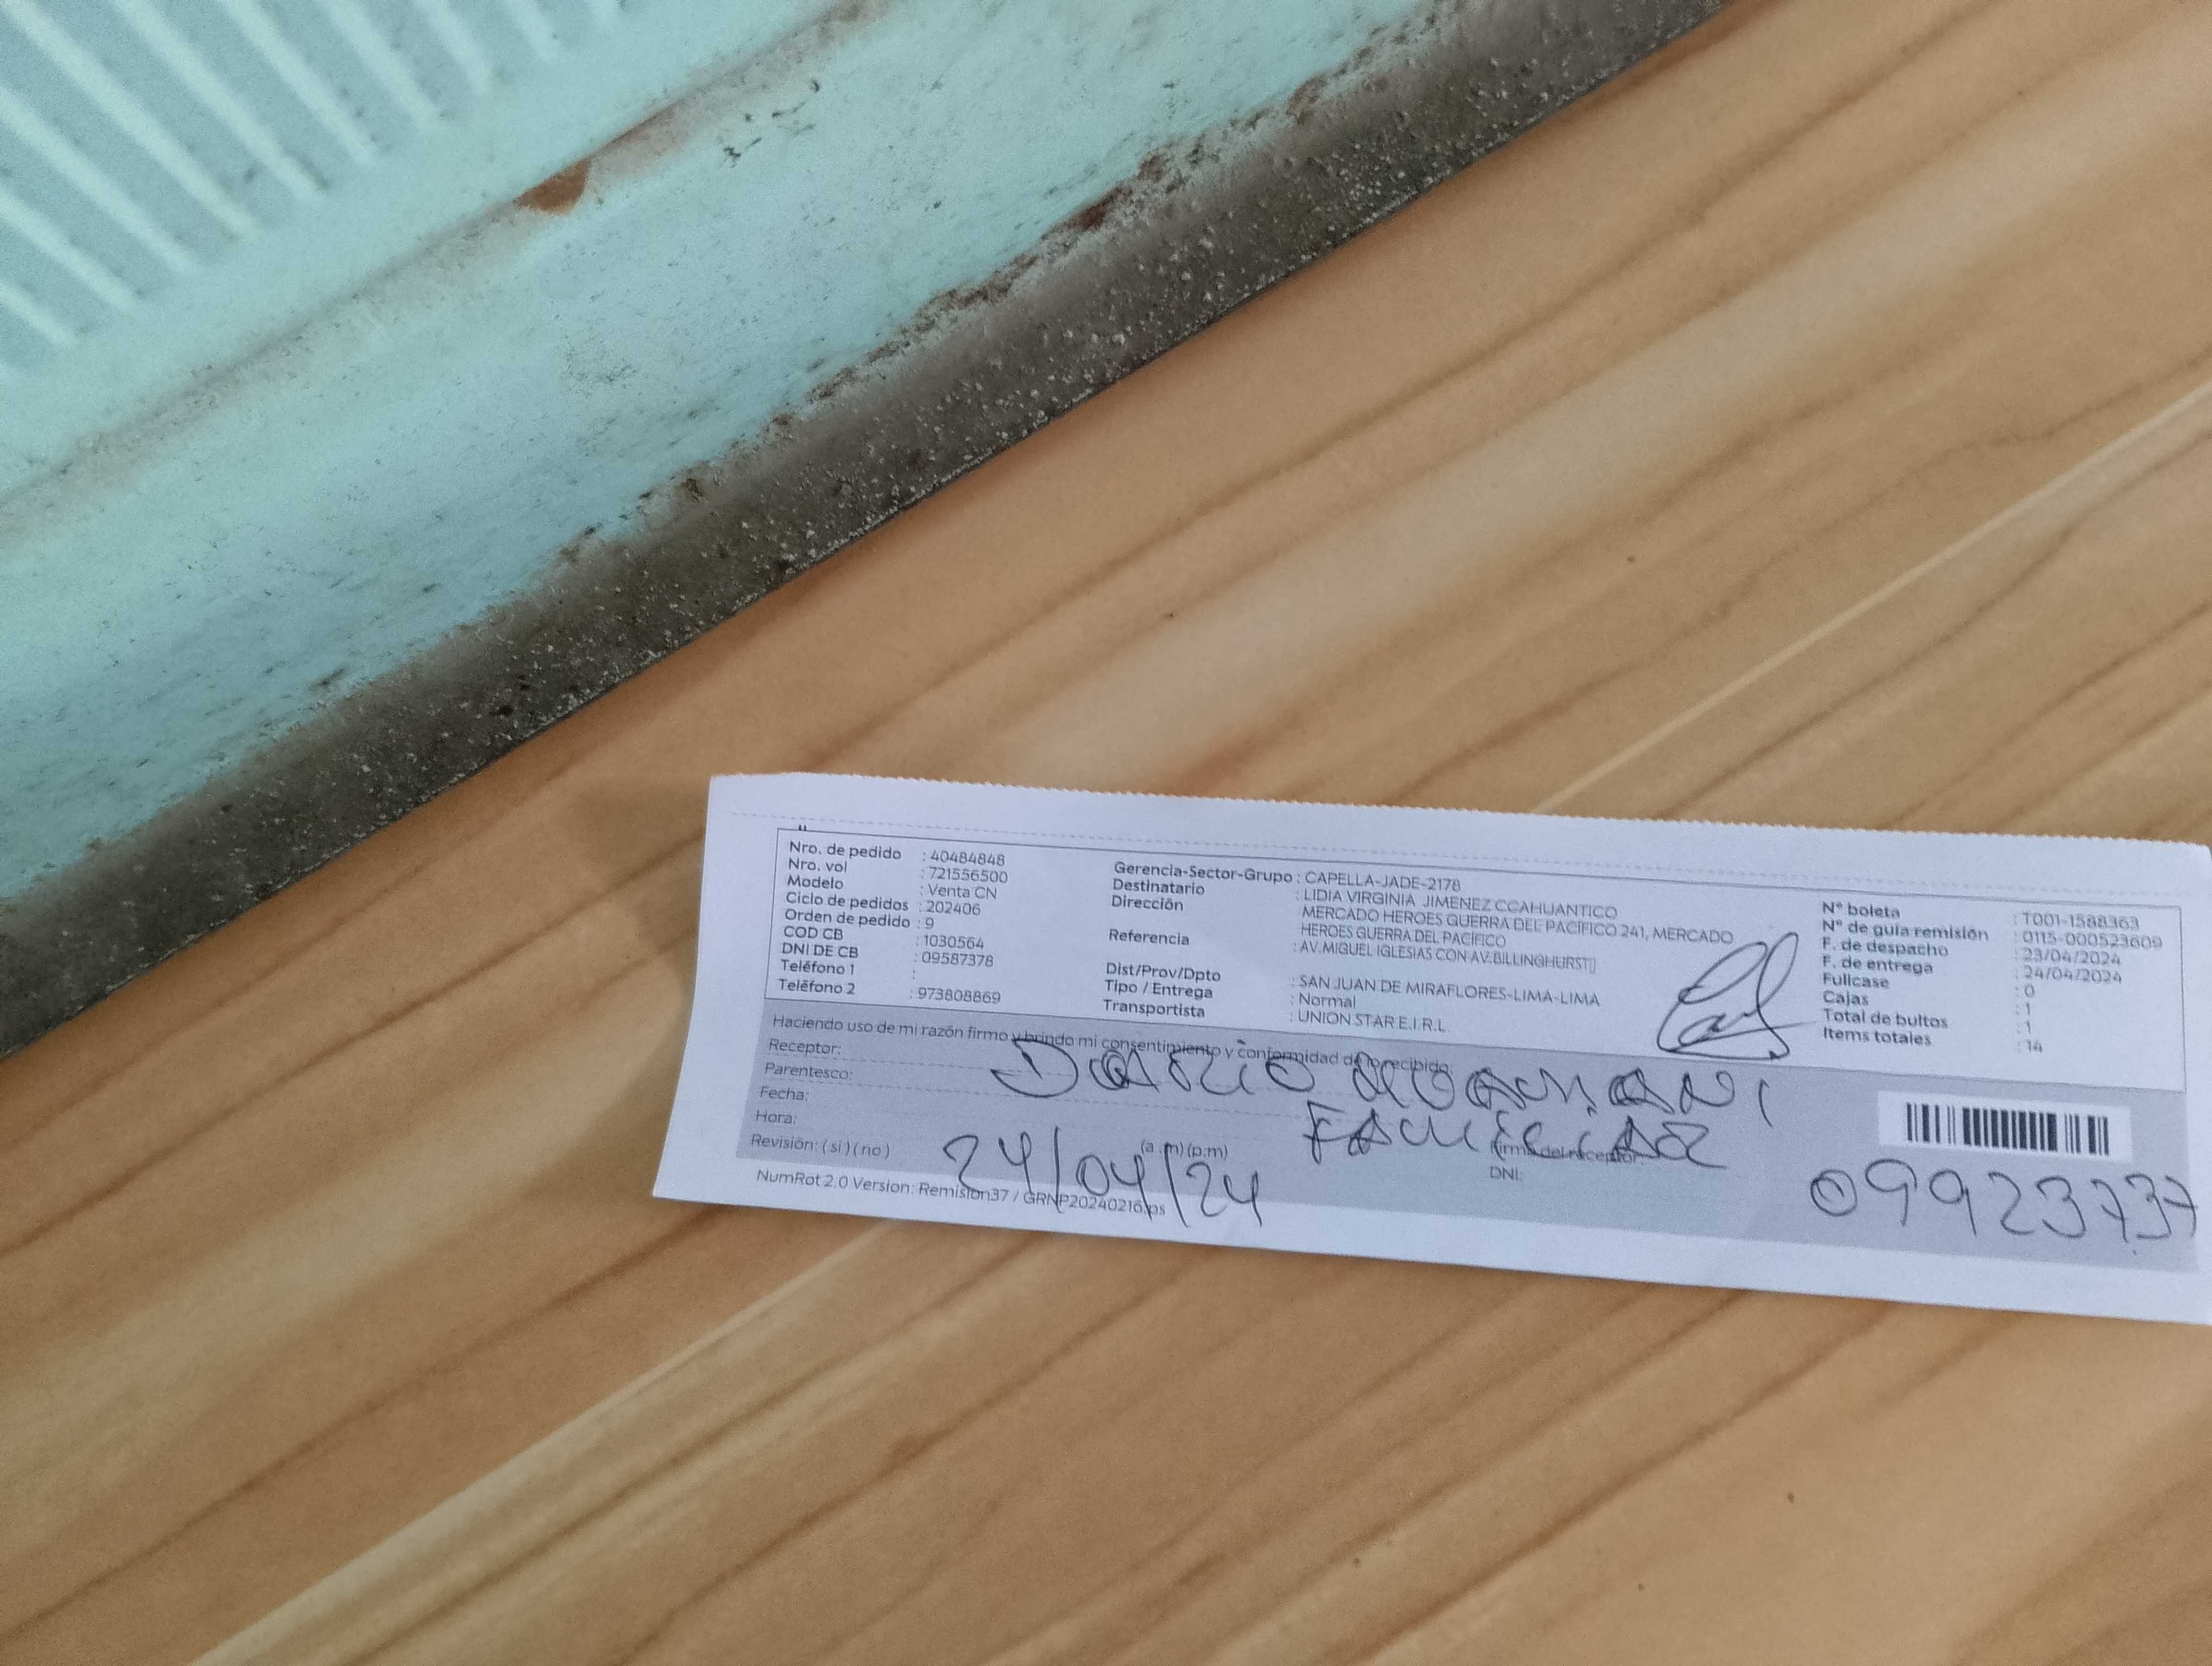 Nro. de pedido : 40484848
Nro. vol : 721556500
Modelo : Venta CN
Ciclo de pedidos : 202406
Orden de pedido : 9
COD CB : 1030564
DNI DE CB : 09587378
Teléfono 1 :
Teléfono 2 : 973808869
Gerencia-Sector-Grupo : CAPELLA-JADE-2178
Destinatario : LIDIA VIRGINIA JIMENEZ CCAHUANTICO
Dirección MERCADO HEROES GUERRA DEL PACÍFICO 241, MERCADO
HEROES GUERRA DEL PACÍFICO
Referencia : AV.MIGUEL IGLESIAS CON AV.BILLINGHURST
Dist/Prov/Dpto : SAN JUAN DE MIRAFLORES-LIMA-LIMA
Tipo / Entrega : Normal
Transportista : UNION STAR E.I.R.L.
N° boleta : T001-1588363
N° de guía remisión : 0115-000523609
F. de despacho : 23/04/2024
F. de entrega : 24/04/2024
Fullcase : 0
Cajas : 1
Total de bultos : 1
Items totales : 14
Haciendo uso de mi razón firmo y brindo mi consentimiento y conformidad de lo recibido.
Receptor: DARIO MAMANI
Parentesco: FAMILIAR
Fecha: 24/04/24
Hora: (a.m) (p.m)
Revisión: ( si ) ( no )
Firma del receptor:
DNI: 09923737
NumRot 2.0 Version: Remision37 / GRNP20240216.ps